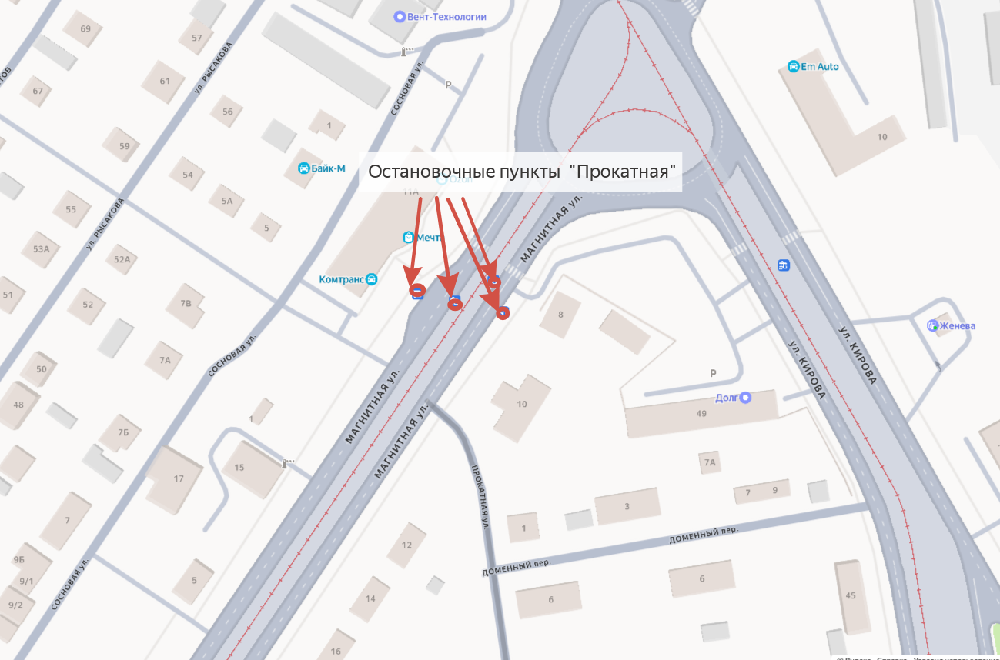 Вент-Технологии
69
57
ул. РЫСАКОВА
61
67
56
СОСНОВАЯ ул.
P
Em Auto
1
10
59
Байк-М
54
Остановочные пункты "Прокатная"
Ozon
11А
5А
55
5
ул. РЫСАКОВА
МАГНИТНАЯ ул.
Мечта
53А
52А
Комтранс
51
52
7В
8
Женева
ул. КИРОВА
ул. КИРОВА
СОСНОВАЯ ул.
7А
50
P
МАГНИТНАЯ ул.
Долг
48
10
49
1
7Б
МАГНИТНАЯ ул.
15
17
7А
ПРОКАТНАЯ ул.
7
9
3
7
1
ДОМЕННЫЙ пер.
12
9Б
ДОМЕННЫЙ пер.
9/1
5
6
СОСНОВАЯ ул.
14
6
45
9/2
16